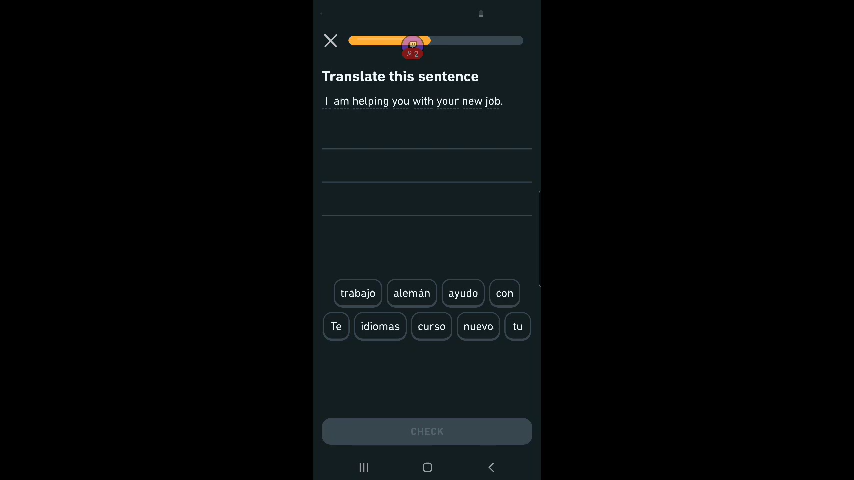 2
Translate this sentence
I am helping you with your new job.
trabajo alemán ayudo con
Te idiomas curso nuevo tu
CHECK